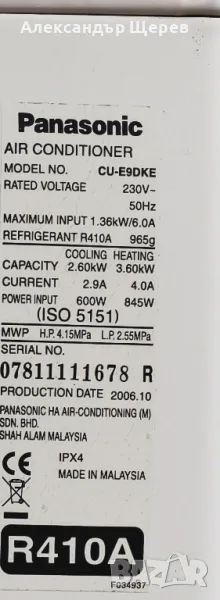 Александър Щерев
Panasonic
AIR CONDITIONER
MODEL NO. CU-E9DKE
RATED VOLTAGE 230V~
50Hz
MAXIMUM INPUT 1.36kW/6.0A
REFRIGERANT R410A 965g
COOLING HEATING
CAPACITY 2.60kW 3.60kW
CURRENT 2.9A 4.0A
POWER INPUT 600W 845W
(ISO 5151)
MWP H.P. 4.15MPa L.P. 2.55MPa
SERIAL NO.
07811111678 R
PRODUCTION DATE 2006.10
PANASONIC HA AIR-CONDITIONING (M)
SDN. BHD.
SHAH ALAM MALAYSIA
CE IPX4
MADE IN MALAYSIA
R410A
F034937
bazar.bg